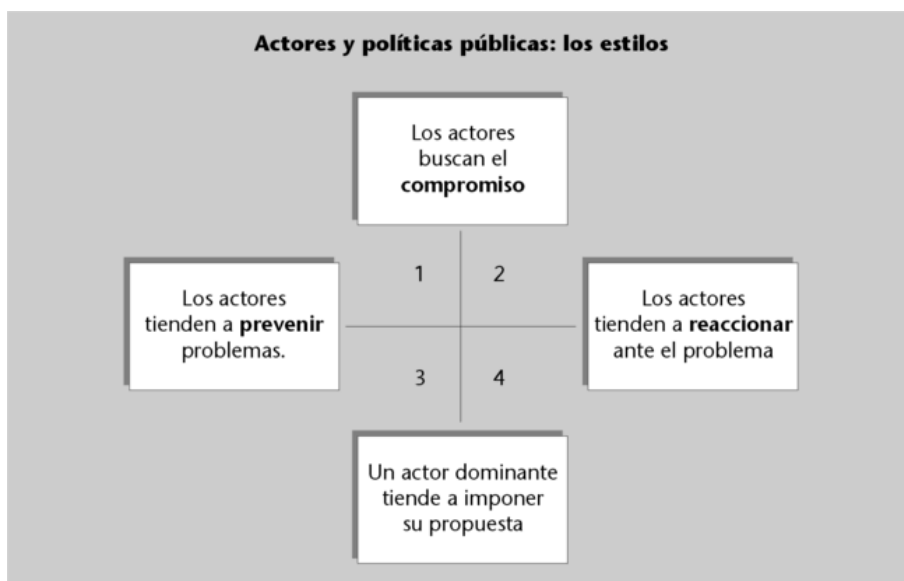 Actores y políticas públicas: los estilos
Los actores
buscan el
compromiso
1
2
Los actores
tienden a prevenir
problemas.
Los actores
tienden a reaccionar
ante el problema
3
4
Un actor dominante
tiende a imponer
su propuesta